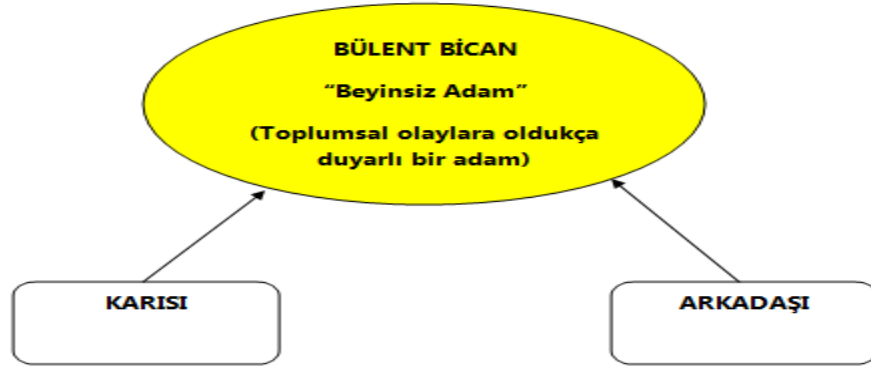 BÜLENT BİCAN
“Beyinsiz Adam”
(Toplumsal olaylara oldukça
duyarlı bir adam)
KARISI
ARKADAŞI